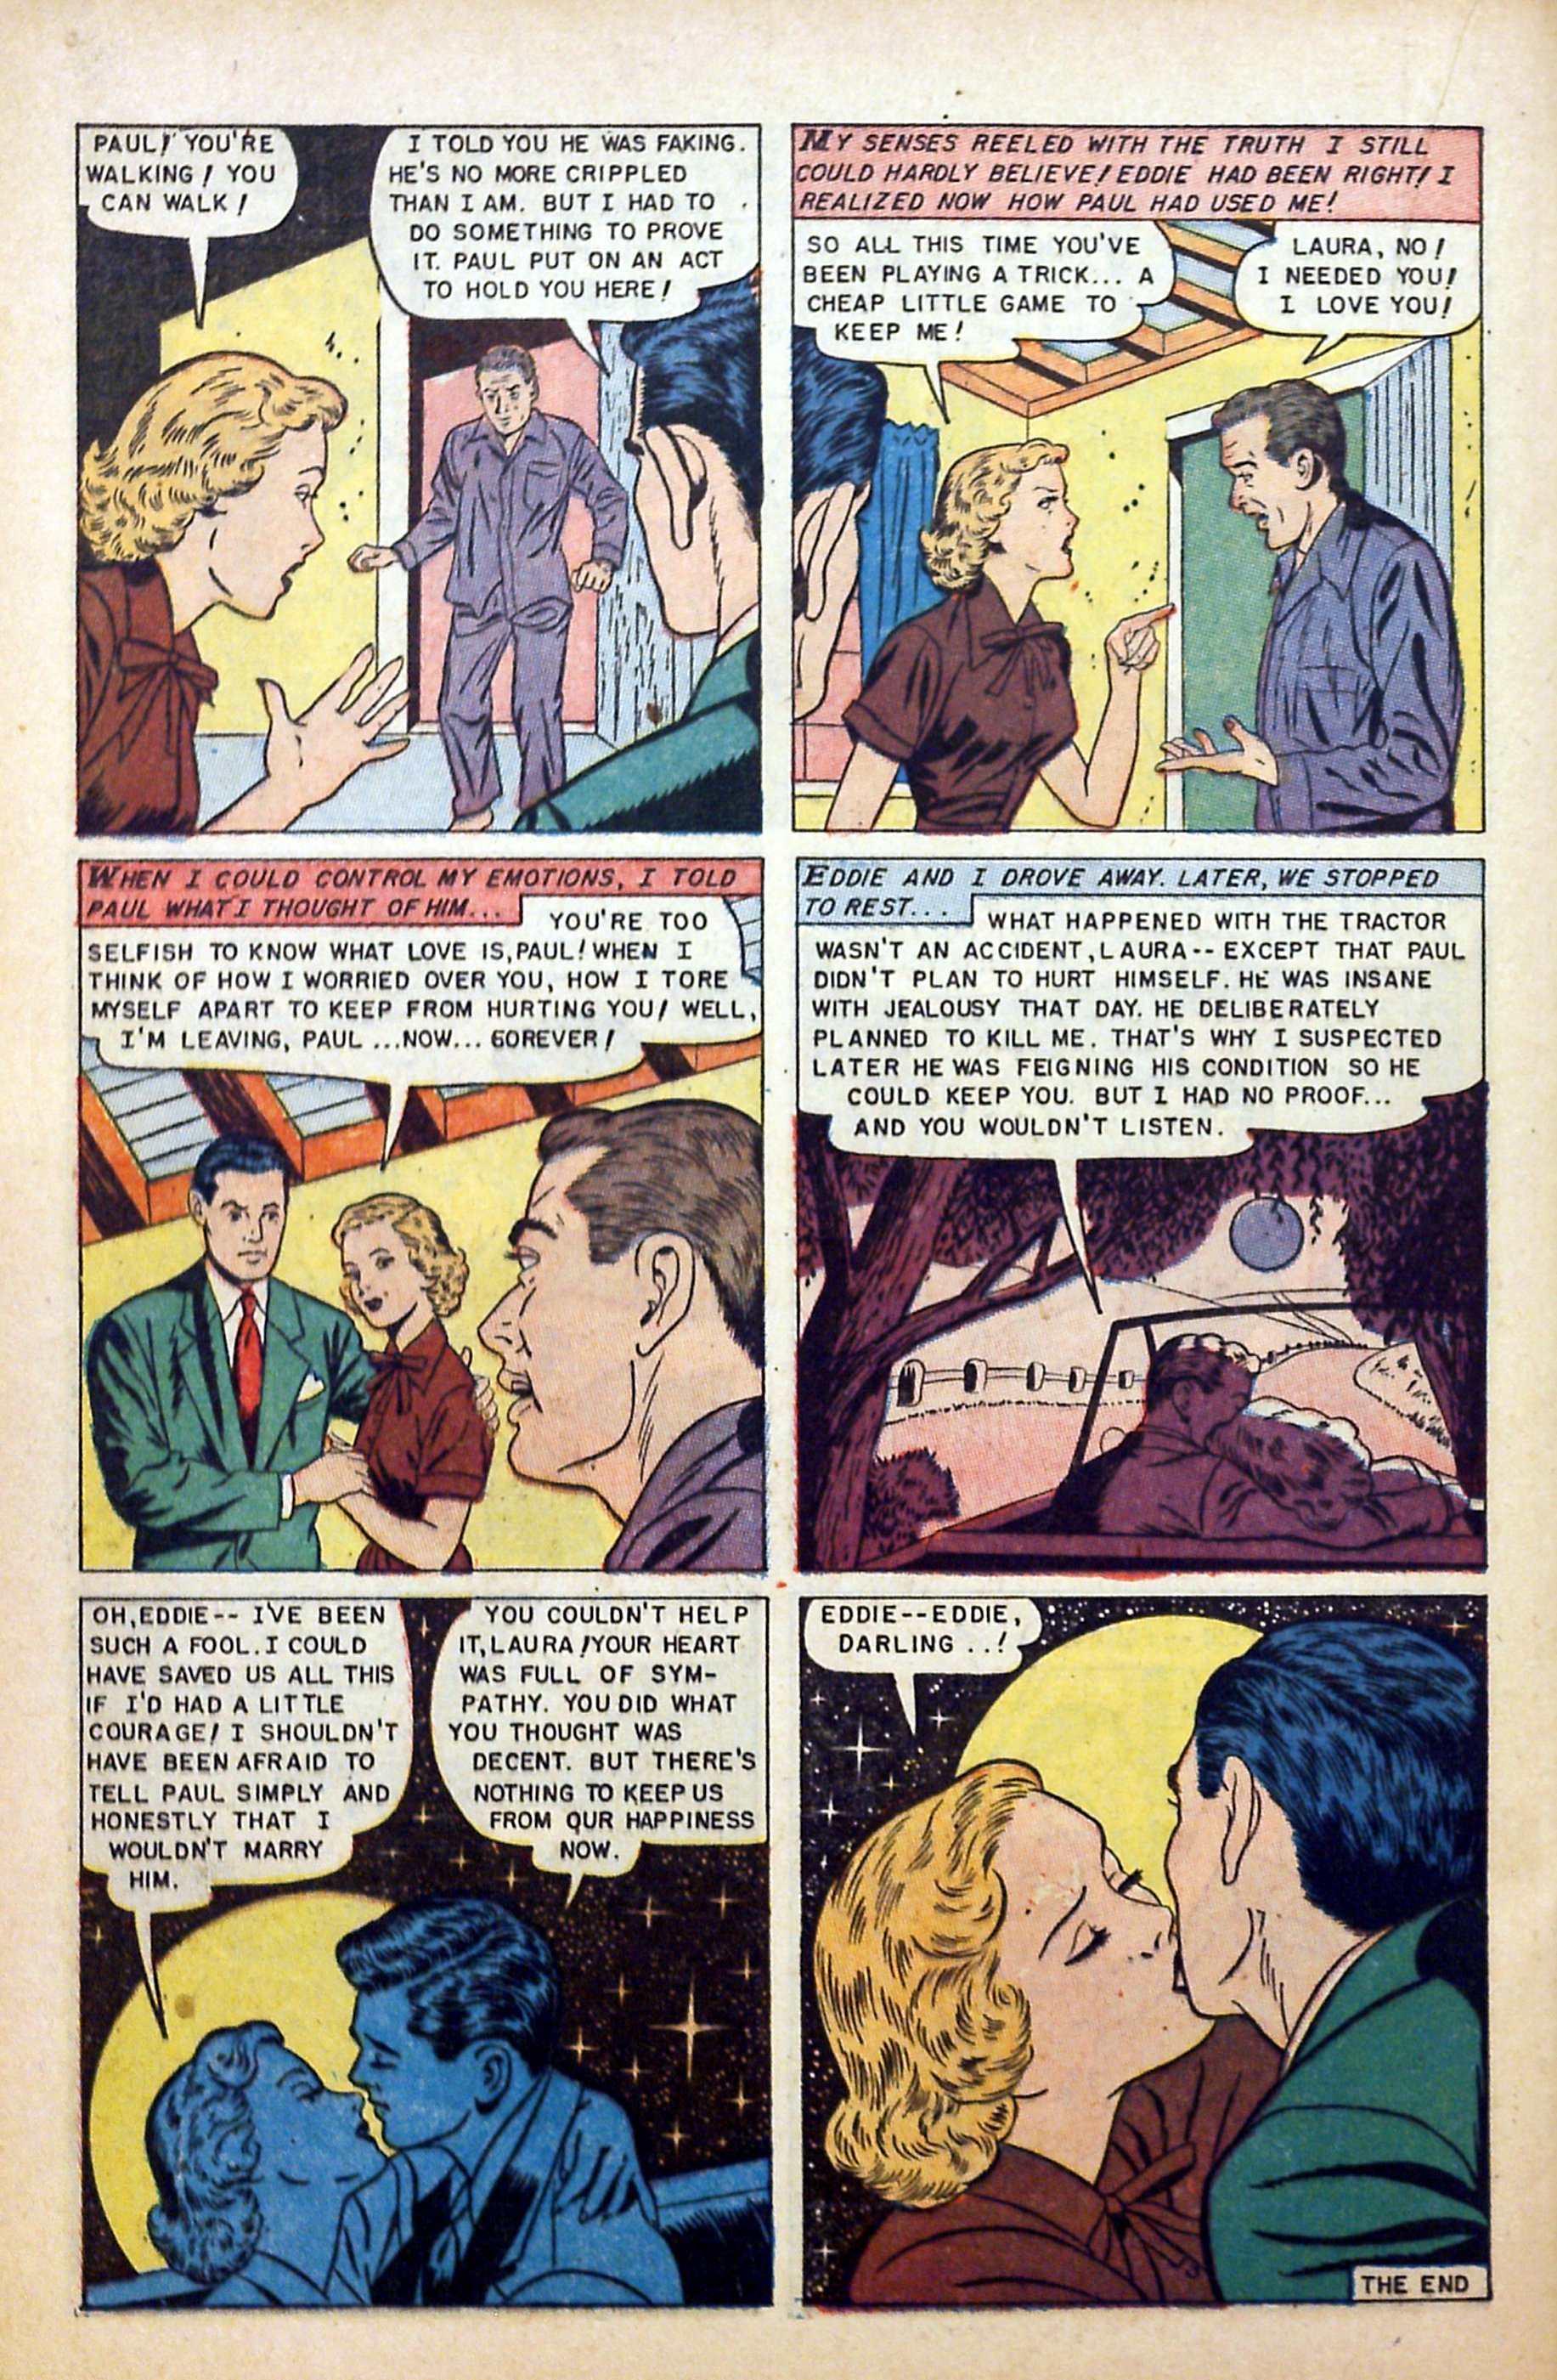 PAUL! YOU'RE
WALKING! YOU
CAN WALK!
I TOLD YOU HE WAS FAKING.
HE'S NO MORE CRIPPLED
THAN I AM. BUT I HAD TO
DO SOMETHING TO PROVE
IT. PAUL PUT ON AN ACT
TO HOLD YOU HERE!
MY SENSES REELED WITH THE TRUTH I STILL
COULD HARDLY BELIEVE! EDDIE HAD BEEN RIGHT! I
REALIZED NOW HOW PAUL HAD USED ME!
SO ALL THIS TIME YOU'VE
BEEN PLAYING A TRICK... A
CHEAP LITTLE GAME TO
KEEP ME!
LAURA, NO!
I NEEDED YOU!
I LOVE YOU!
WHEN I COULD CONTROL MY EMOTIONS, I TOLD
PAUL WHAT I THOUGHT OF HIM...
YOU'RE TOO
SELFISH TO KNOW WHAT LOVE IS, PAUL! WHEN I
THINK OF HOW I WORRIED OVER YOU, HOW I TORE
MYSELF APART TO KEEP FROM HURTING YOU! WELL,
I'M LEAVING, PAUL ...NOW... GOREVER!
EDDIE AND I DROVE AWAY. LATER, WE STOPPED
TO REST...
WHAT HAPPENED WITH THE TRACTOR
WASN'T AN ACCIDENT, LAURA-- EXCEPT THAT PAUL
DIDN'T PLAN TO HURT HIMSELF. HE WAS INSANE
WITH JEALOUSY THAT DAY. HE DELIBERATELY
PLANNED TO KILL ME. THAT'S WHY I SUSPECTED
LATER HE WAS FEIGNING HIS CONDITION SO HE
COULD KEEP YOU. BUT I HAD NO PROOF...
AND YOU WOULDN'T LISTEN.
OH, EDDIE-- I'VE BEEN
SUCH A FOOL. I COULD
HAVE SAVED US ALL THIS
IF I'D HAD A LITTLE
COURAGE! I SHOULDN'T
HAVE BEEN AFRAID TO
TELL PAUL SIMPLY AND
HONESTLY THAT I
WOULDN'T MARRY
HIM.
YOU COULDN'T HELP
IT, LAURA! YOUR HEART
WAS FULL OF SYM-
PATHY. YOU DID WHAT
YOU THOUGHT WAS
DECENT. BUT THERE'S
NOTHING TO KEEP US
FROM OUR HAPPINESS
NOW.
EDDIE--EDDIE,
DARLING..!
THE END